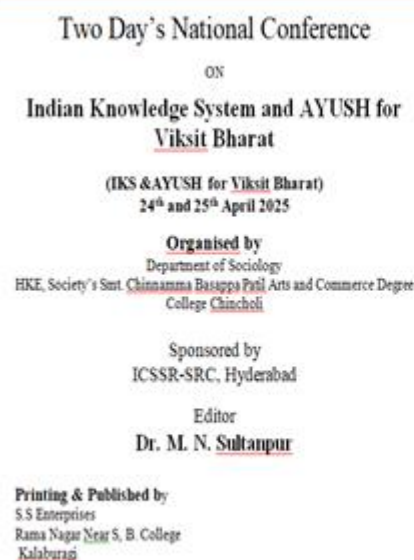 Two Day's National Conference
ON
Indian Knowledge System and AYUSH for
Viksit Bharat
(IKS &AYUSH for Viksit Bharat)
24th and 25th April 2025
Organised by
Department of Sociology
HKE, Society's Smt. Chinnamma Basappa Patil Arts and Commerce Degree
College Chincholi
Sponsored by
ICSSR-SRC, Hyderabad
Editor
Dr. M. N. Sultanpur
Printing & Published by
S.S Enterprises
Rama Nagar Near S, B. College
Kalaburagi